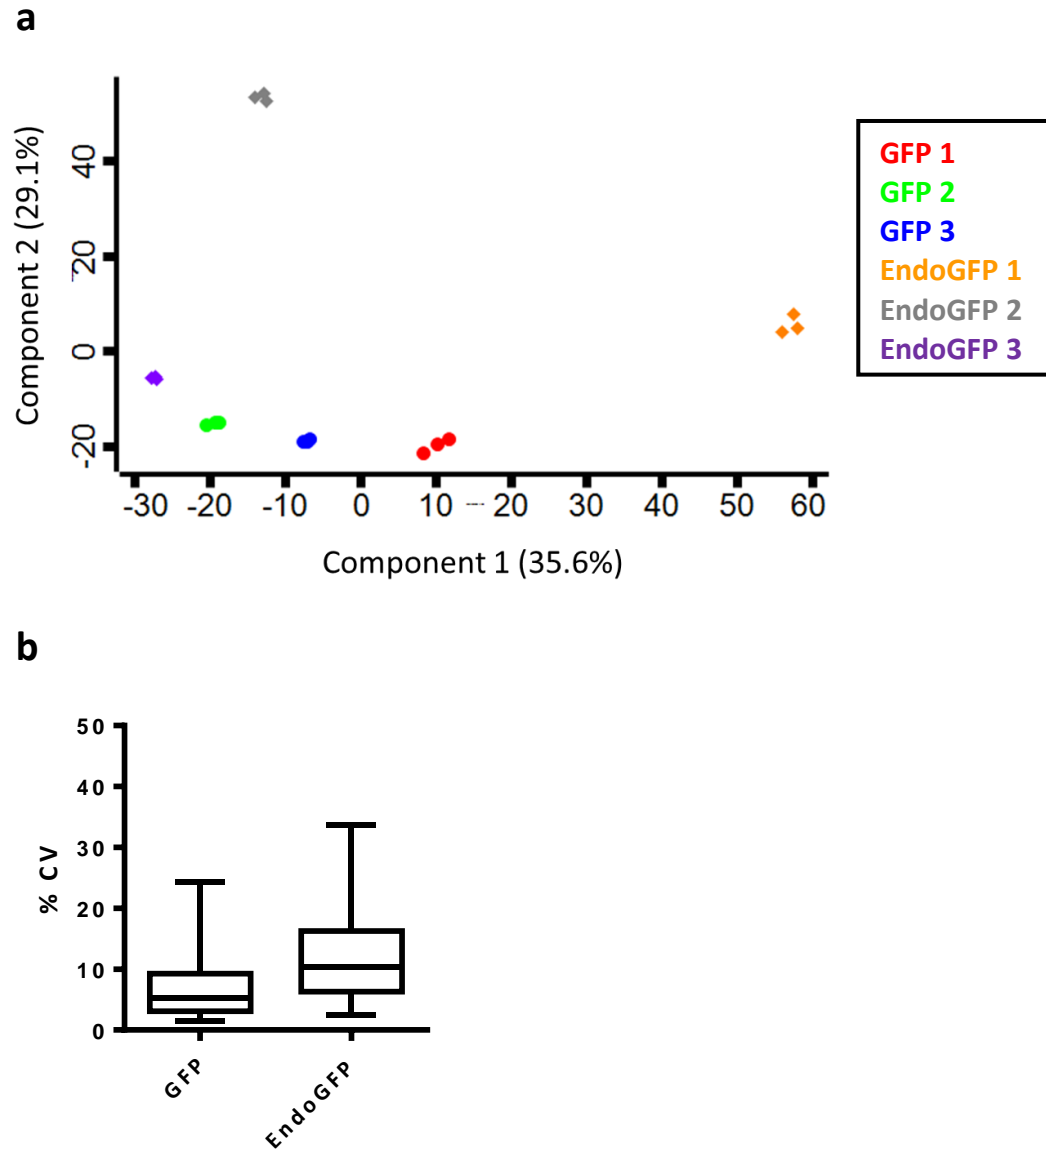 a
Component 2 (29.1%)
40
20
0
-20
-30 -20 -10 0 10 20 30 40 50 60
Component 1 (35.6%)
GFP 1
GFP 2
GFP 3
EndoGFP 1
EndoGFP 2
EndoGFP 3
b
% CV
50
40
30
20
10
0
GFP
EndoGFP